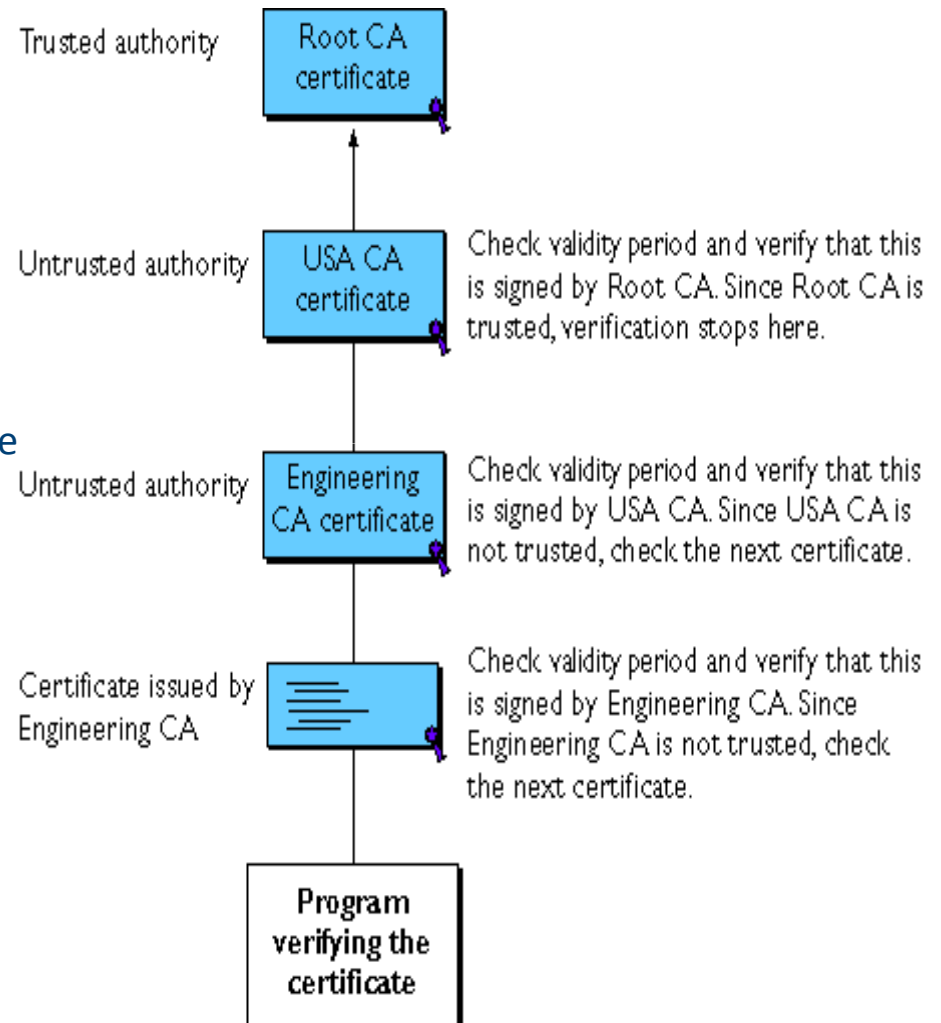 Trusted authority
Root CA
certificate
Untrusted authority
USA CA
certificate
Check validity period and verify that this
is signed by Root CA. Since Root CA is
trusted, verification stops here.
e
Untrusted authority
Engineering
CA certificate
Check validity period and verify that this
is signed by USA CA. Since USA CA is
not trusted, check the next certificate.
Certificate issued by
Engineering CA
Check validity period and verify that this
is signed by Engineering CA. Since
Engineering CA is not trusted, check
the next certificate.
Program
verifying the
certificate